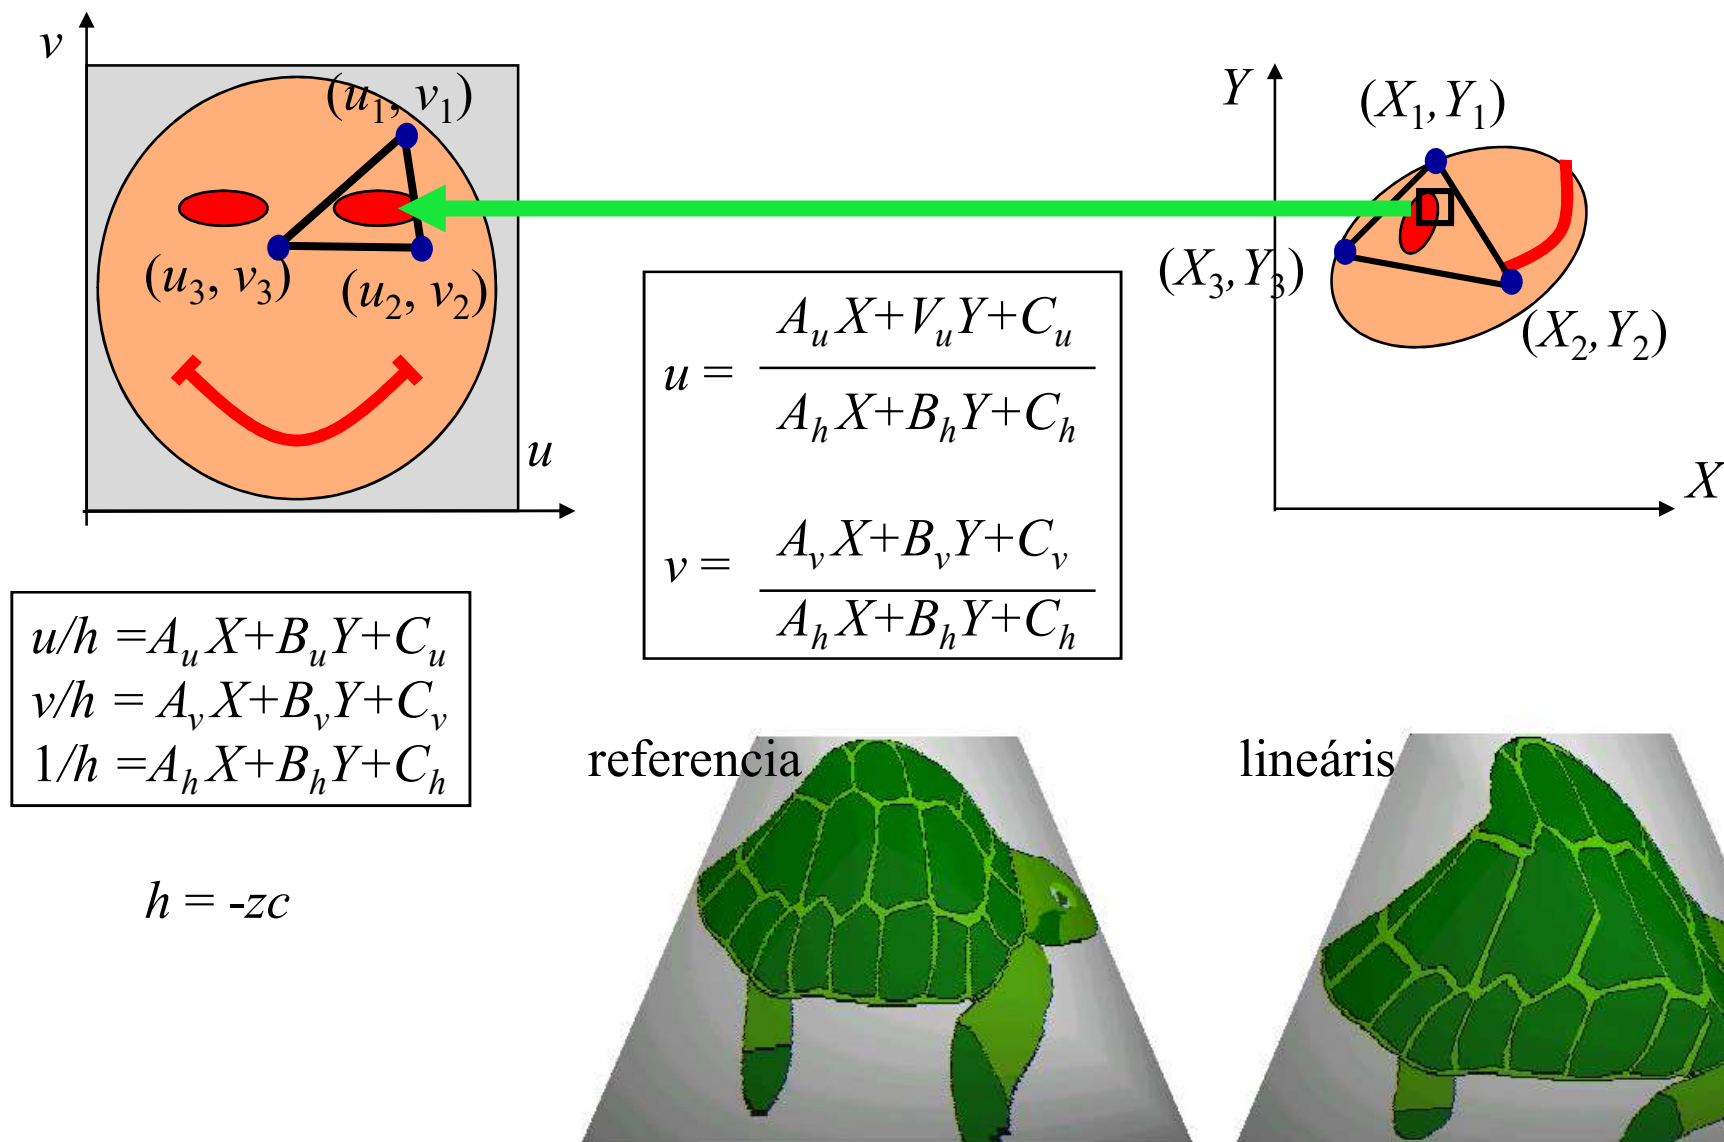 v
(u₁, v₁)
(u₃, v₃)
(u₂, v₂)
u
Y
(X₁,Y₁)
(X₃,Y₃)
(X₂,Y₂)
X
u = (AᵤX+VᵤY+Cᵤ) / (AₕX+BₕY+Cₕ)
v = (AᵥX+BᵥY+Cᵥ) / (AₕX+BₕY+Cₕ)
u/h =AᵤX+BᵤY+Cᵤ
v/h = AᵥX+BᵥY+Cᵥ
1/h =AₕX+BₕY+Cₕ
h = -zc
referencia
lineáris